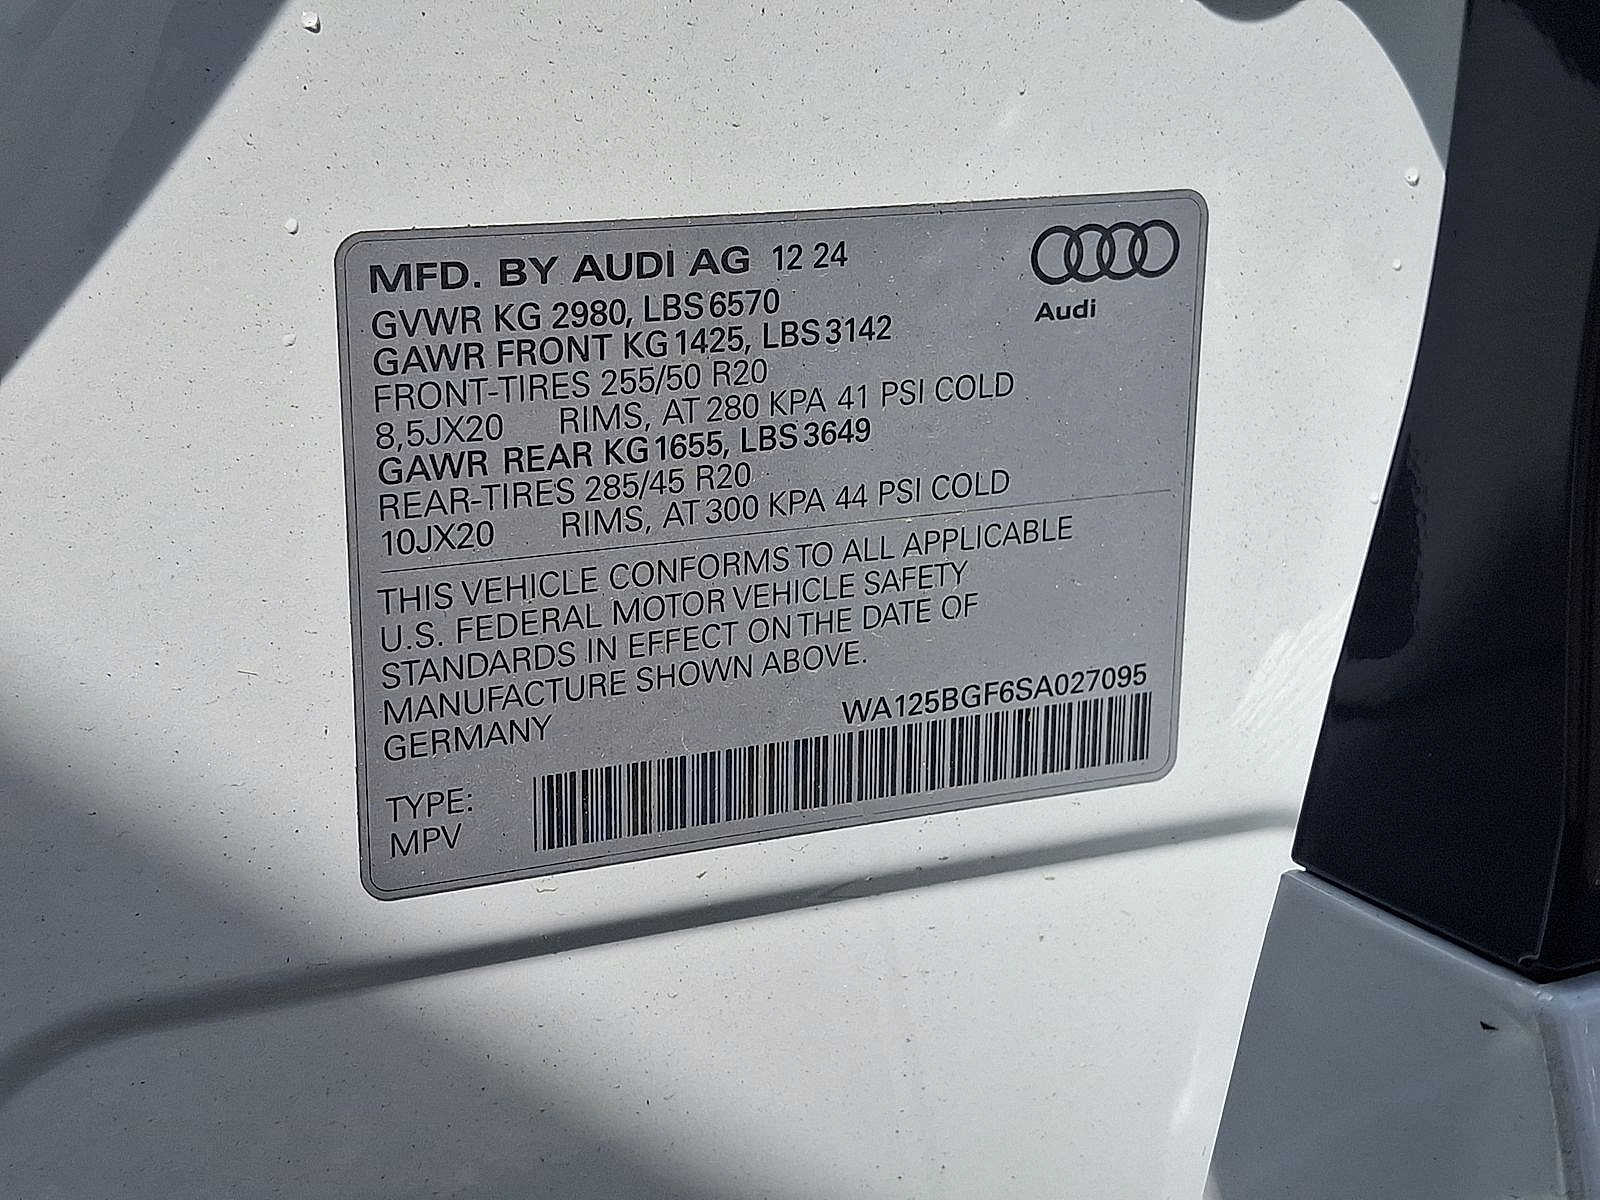 MFD. BY AUDI AG 12 24
Audi
GVWR KG 2980, LBS 6570
GAWR FRONT KG 1425, LBS 3142
FRONT-TIRES 255/50 R20
8,5JX20 RIMS, AT 280 KPA 41 PSI COLD
GAWR REAR KG 1655, LBS 3649
REAR-TIRES 285/45 R20
10JX20 RIMS, AT 300 KPA 44 PSI COLD
THIS VEHICLE CONFORMS TO ALL APPLICABLE
U.S. FEDERAL MOTOR VEHICLE SAFETY
STANDARDS IN EFFECT ON THE DATE OF
MANUFACTURE SHOWN ABOVE.
GERMANY
WA125BGF6SA027095
TYPE:
MPV